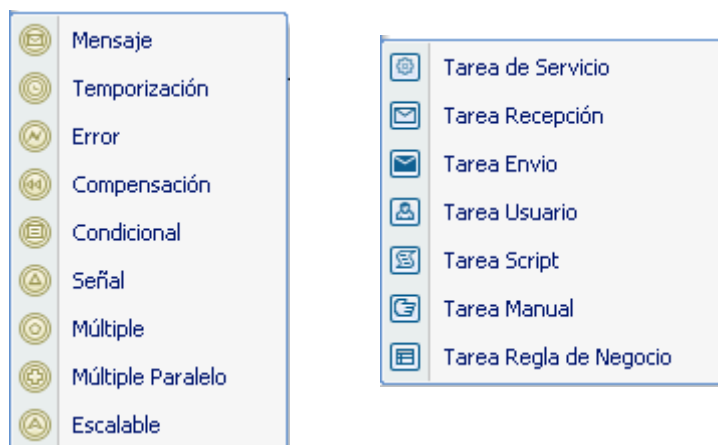 Mensaje
Temporización
Error
Compensación
Condicional
Señal
Múltiple
Múltiple Paralelo
Escalable
Tarea de Servicio
Tarea Recepción
Tarea Envio
Tarea Usuario
Tarea Script
Tarea Manual
Tarea Regla de Negocio